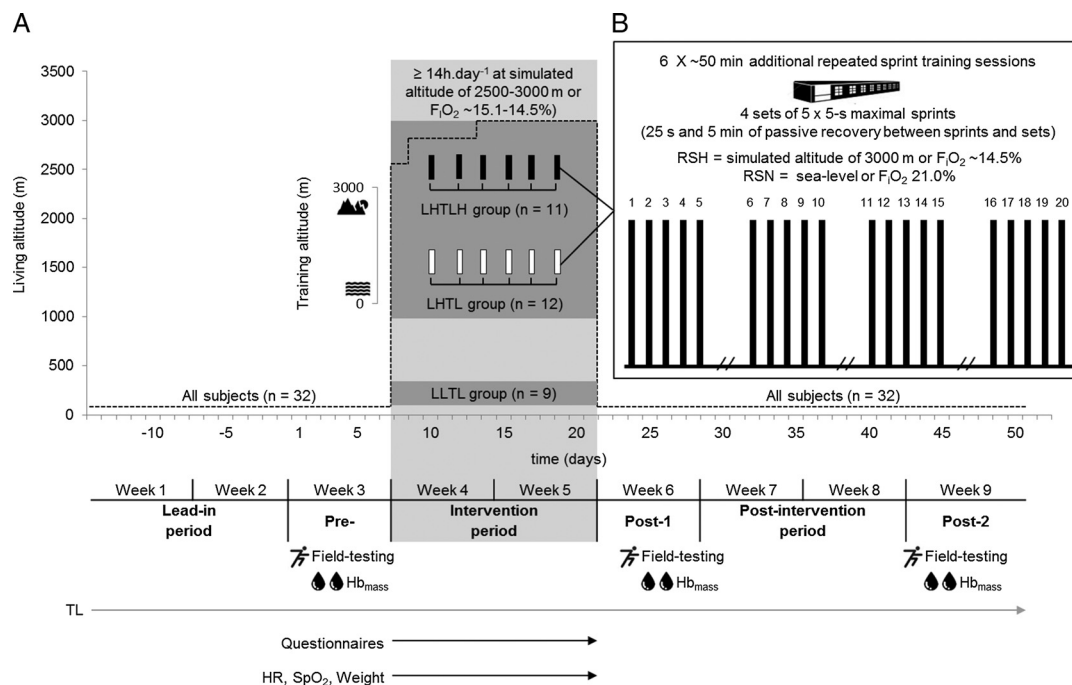 A
Living altitude (m)
3500
3000
2500
2000
1500
1000
500
0
≥ 14h.day⁻¹ at simulated
altitude of 2500-3000 m or
FᵢO₂ ~15.1-14.5%)
Training altitude (m)
3000
0
LHTLH group (n = 11)
LHTL group (n = 12)
LLTL group (n = 9)
All subjects (n = 32)
All subjects (n = 32)
-10 -5 1 5 10 15 20 25 30 35 40 45 50
time (days)
B
6 X ~50 min additional repeated sprint training sessions
4 sets of 5 x 5-s maximal sprints
(25 s and 5 min of passive recovery between sprints and sets)
RSH = simulated altitude of 3000 m or FᵢO₂ ~14.5%
RSN = sea-level or FᵢO₂ 21.0%
1 2 3 4 5 6 7 8 9 10 11 12 13 14 15 16 17 18 19 20
Week 1 Week 2 Week 3 Week 4 Week 5 Week 6 Week 7 Week 8 Week 9
Lead-in
period
Pre-
Intervention
period
Post-1
Post-intervention
period
Post-2
Field-testing
Hbmass
Field-testing
Hbmass
Field-testing
Hbmass
TL
Questionnaires
HR, SpO₂, Weight